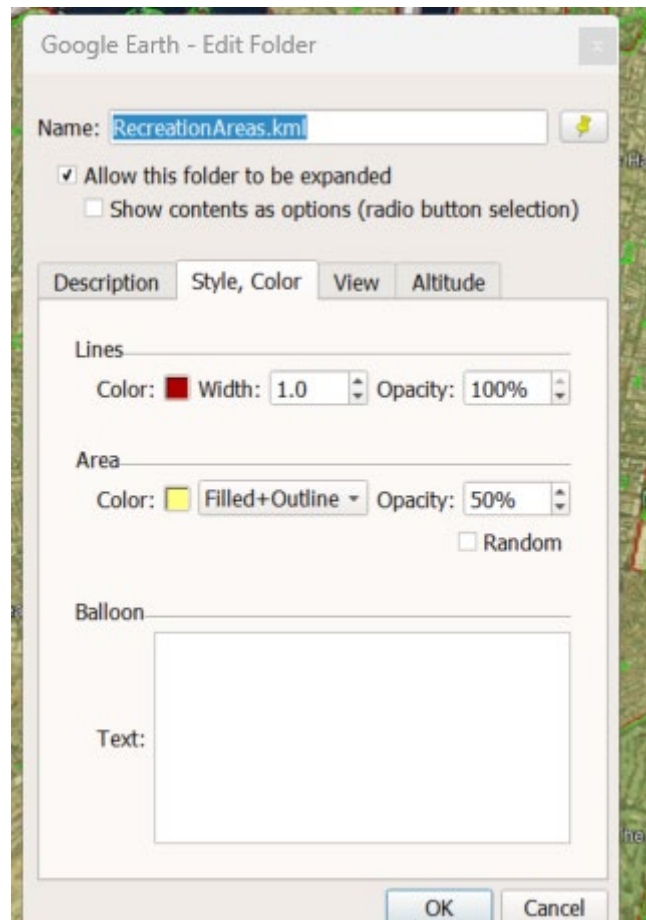 Google Earth - Edit Folder
Name: RecreationAreas.kml
Allow this folder to be expanded
Show contents as options (radio button selection)
Description Style, Color View Altitude
Lines
Color: Width: 1.0 Opacity: 100%
Area
Color: Filled+Outline Opacity: 50%
Random
Balloon
Text:
OK Cancel